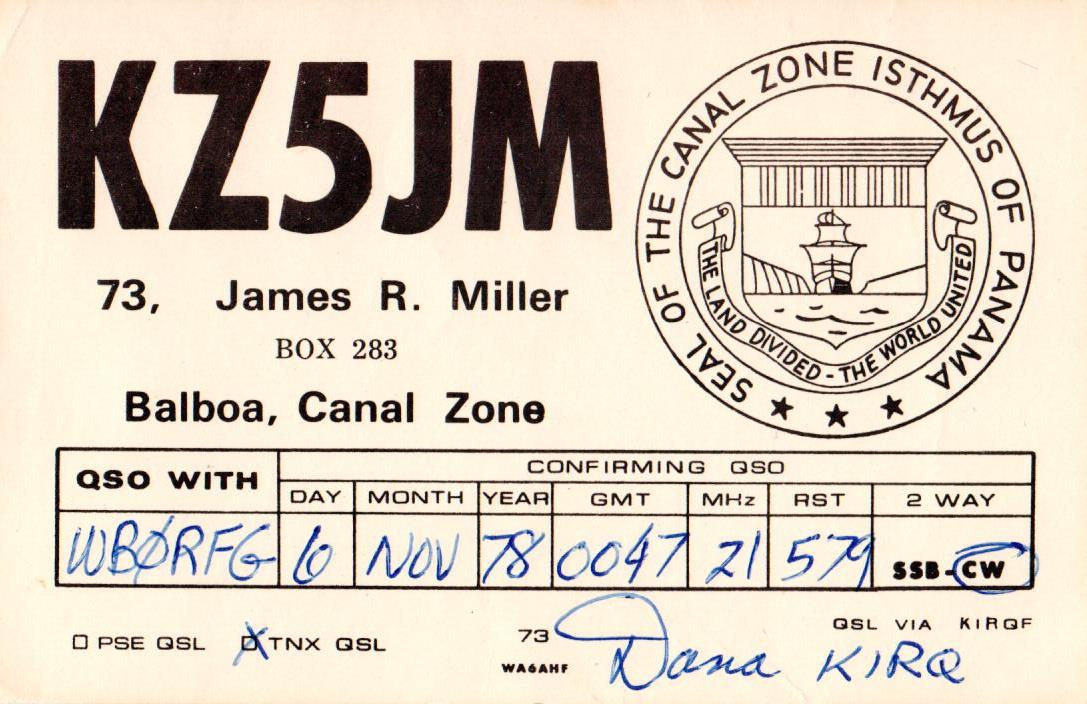 KZ5JM
73, James R. Miller
BOX 283
Balboa, Canal Zone
SEAL OF THE CANAL ZONE ISTHMUS OF PANAMA
THE LAND DIVIDED - THE WORLD UNITED
QSO WITH
CONFIRMING QSO
DAY MONTH YEAR GMT MHz RST 2 WAY
WBØRFG 6 NOV 78 0047 21 579 SSB-CW
PSE QSL X TNX QSL
73
WA6AHF
QSL VIA K1RQF
Dana K1RQ